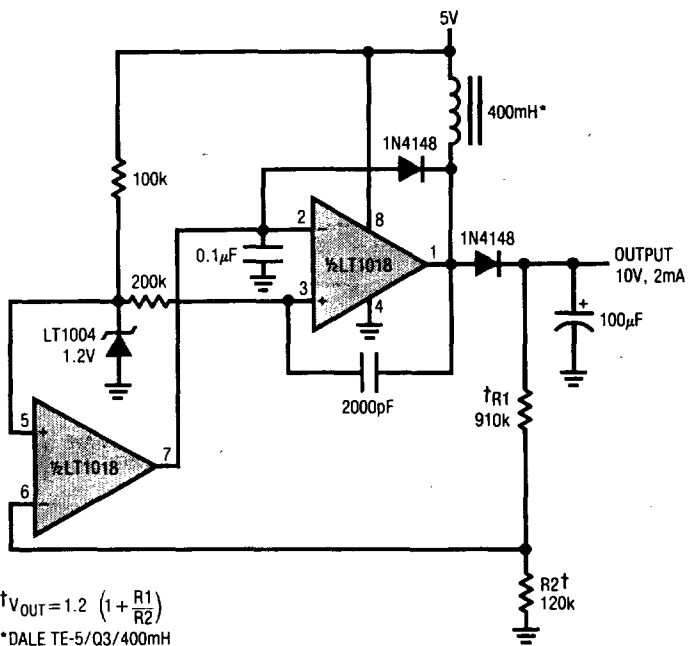 5V
400mH*
1N4148
100k
2
8
0.1µF
½LT1018
1
1N4148
OUTPUT
10V, 2mA
200k
3
4
+
100µF
LT1004
1.2V
2000pF
†R1
910k
5
7
½LT1018
6
R2†
120k
†VOUT = 1.2 (1 + R1/R2)
*DALE TE-5/Q3/400mH